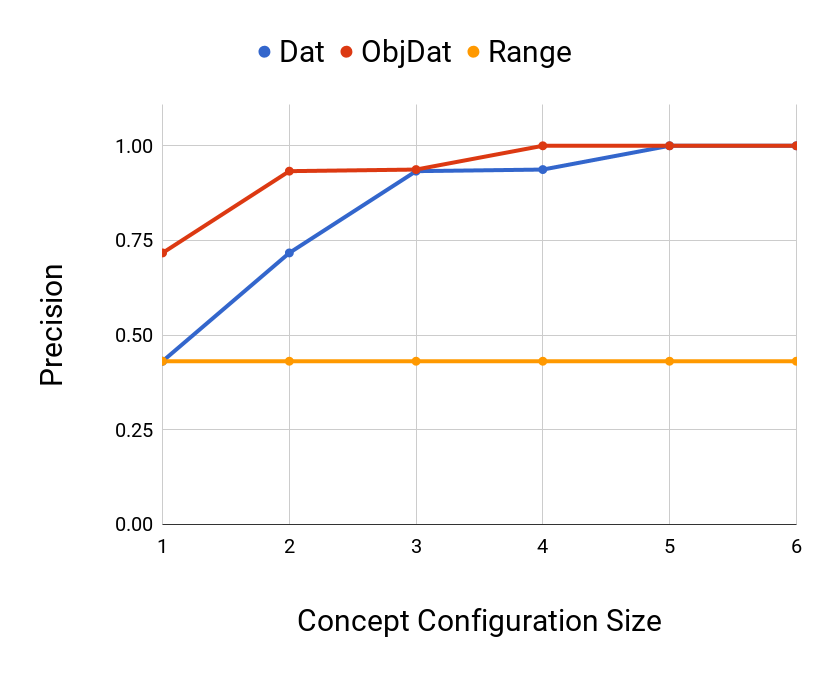 Dat ObjDat Range
1.00
0.75
0.50
0.25
0.00
1 2 3 4 5 6
Precision
Concept Configuration Size